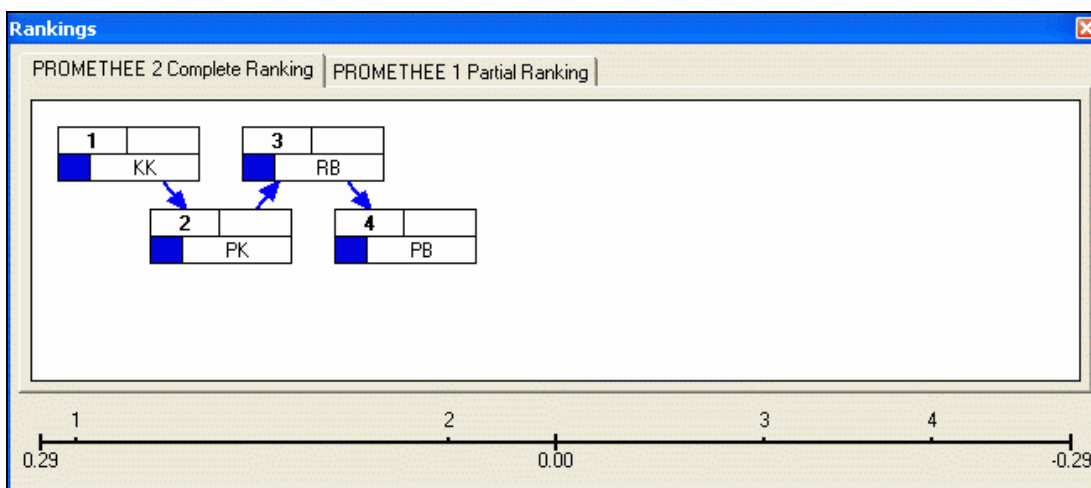 Rankings
PROMETHEE 2 Complete Ranking PROMETHEE 1 Partial Ranking
1 3
KK RB
2 4
PK PB
1 2 3 4
0.29 0.00 -0.29